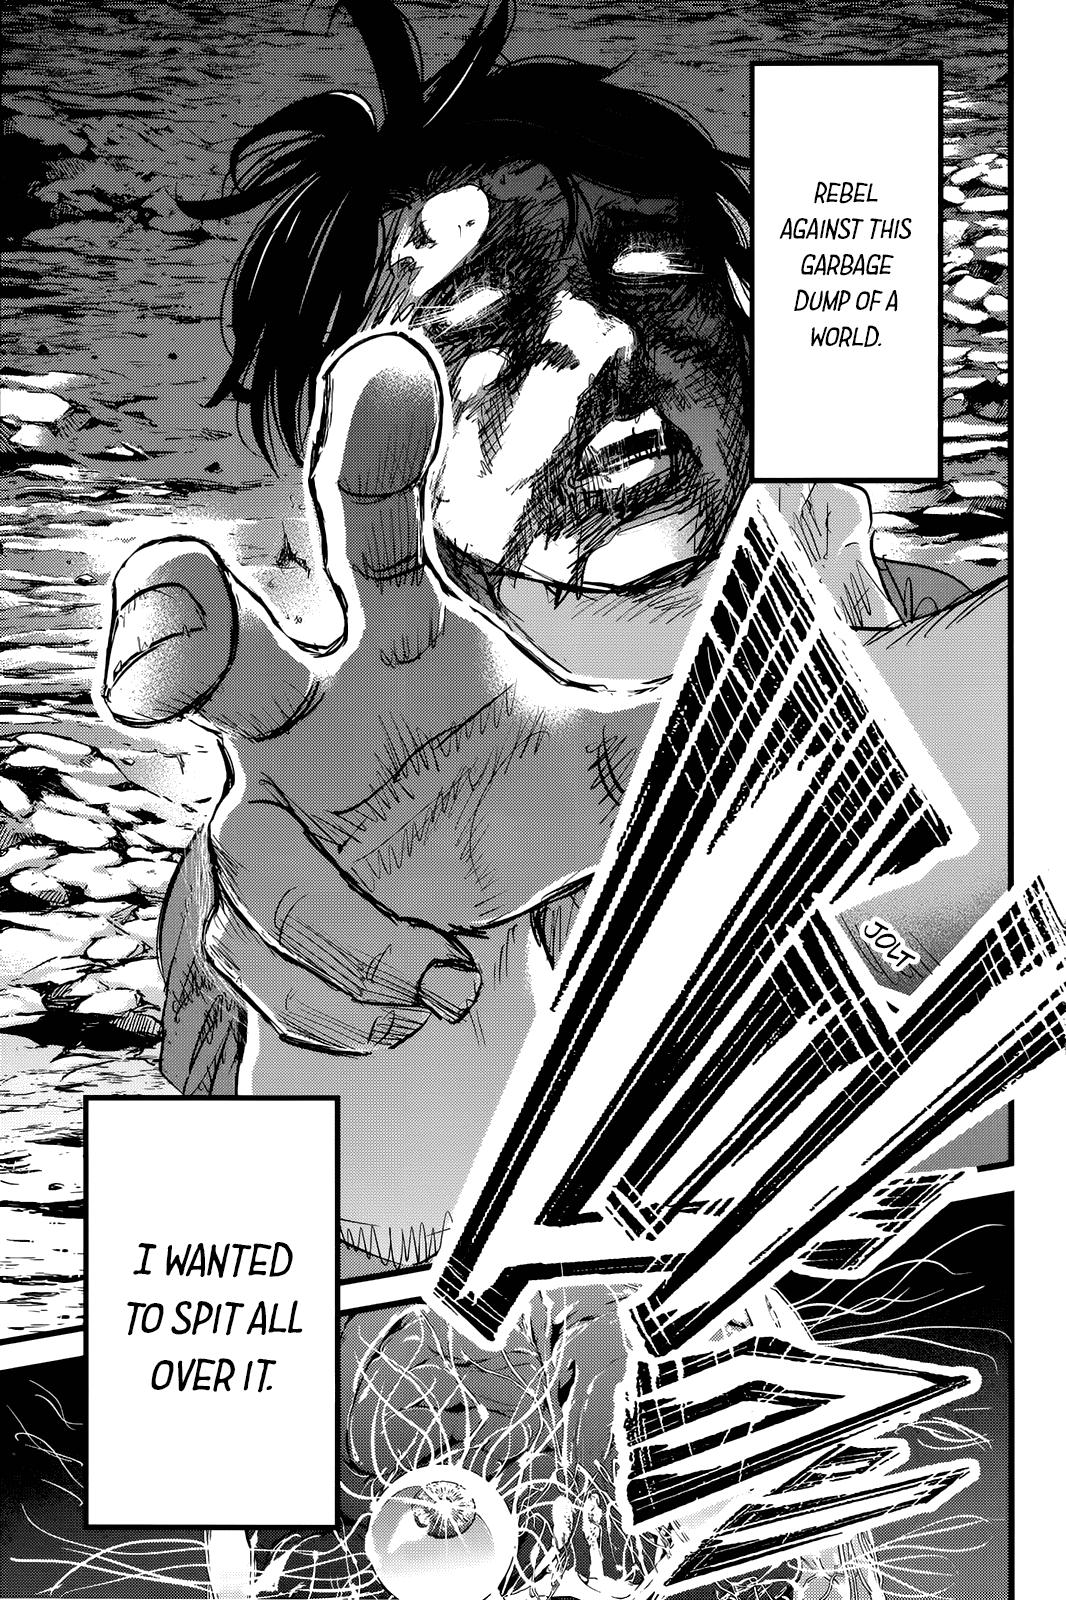 REBEL
AGAINST THIS
GARBAGE
DUMP OF A
WORLD.
JOLT
I WANTED
TO SPIT ALL
OVER IT.